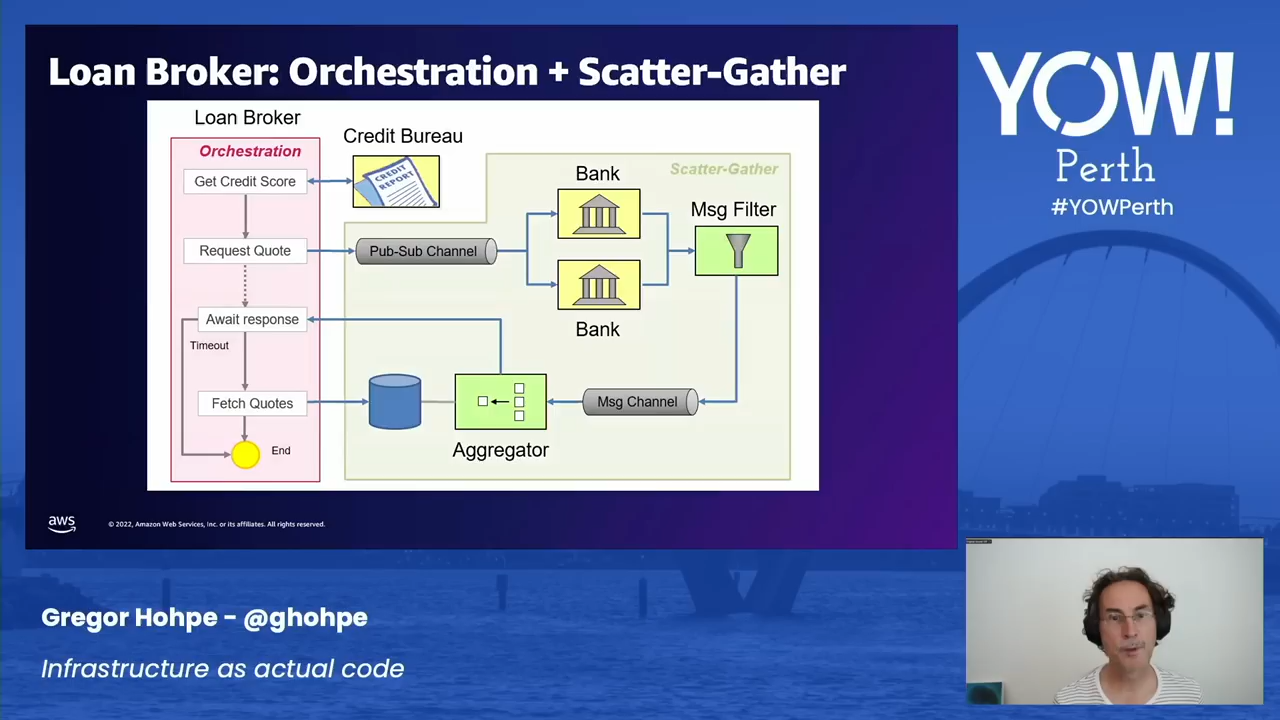 Loan Broker: Orchestration + Scatter-Gather
Loan Broker
Credit Bureau
Orchestration
Get Credit Score
CREDIT REPORT
Scatter-Gather
Bank
Msg Filter
Request Quote
Pub-Sub Channel
Bank
Await response
Timeout
Fetch Quotes
Msg Channel
Aggregator
End
aws
© 2022, Amazon Web Services, Inc. or its affiliates. All rights reserved.
YOW!
Perth
#YOWPerth
Gregor Hohpe - @ghohpe
Infrastructure as actual code